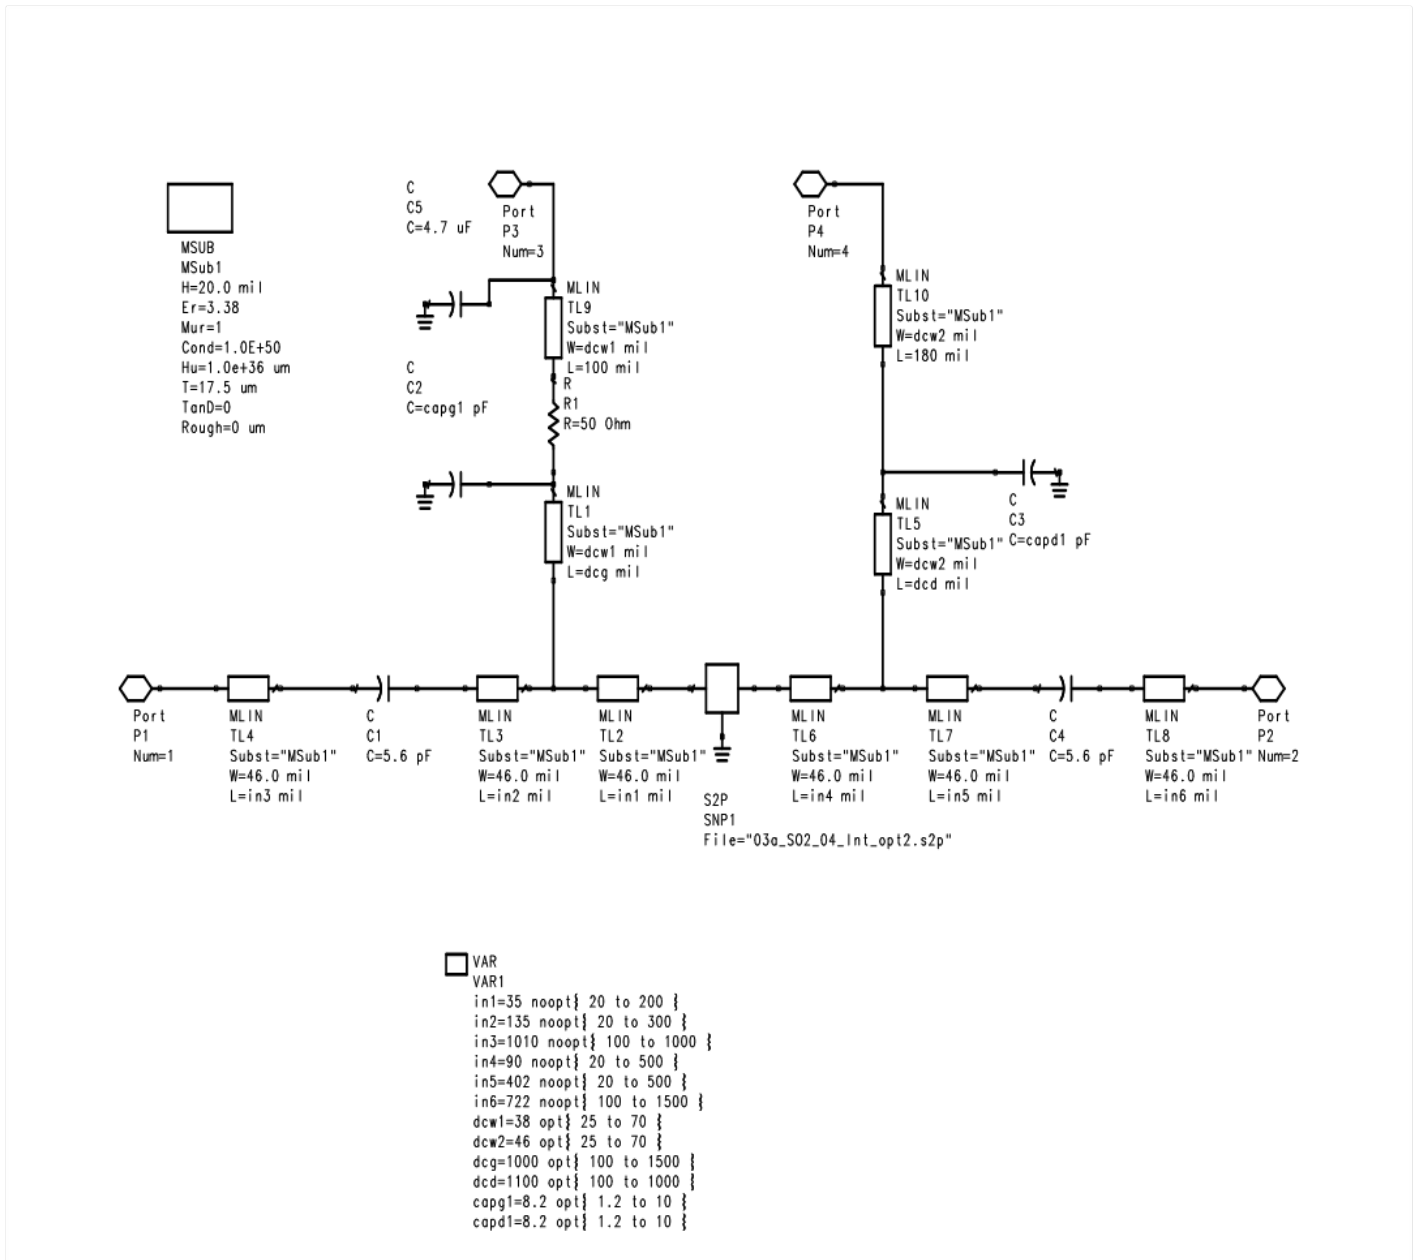 MSUB
MSub1
H=20.0 mil
Er=3.38
Mur=1
Cond=1.0E+50
Hu=1.0e+36 um
T=17.5 um
TanD=0
Rough=0 um
C
C5
C=4.7 uF
Port
P3
Num=3
Port
P4
Num=4
MLIN
TL9
Subst="MSub1"
W=dcw1 mil
L=100 mil
MLIN
TL10
Subst="MSub1"
W=dcw2 mil
L=180 mil
C
C2
C=capg1 pF
R
R1
R=50 Ohm
MLIN
TL1
Subst="MSub1"
W=dcw1 mil
L=dcg mil
MLIN
TL5
Subst="MSub1"
W=dcw2 mil
L=dcd mil
C
C3
C=capd1 pF
Port
P1
Num=1
MLIN
TL4
Subst="MSub1"
W=46.0 mil
L=in3 mil
C
C1
C=5.6 pF
MLIN
TL3
Subst="MSub1"
W=46.0 mil
L=in2 mil
MLIN
TL2
Subst="MSub1"
W=46.0 mil
L=in1 mil
S2P
SNP1
File="03a_S02_04_Int_opt2.s2p"
MLIN
TL6
Subst="MSub1"
W=46.0 mil
L=in4 mil
MLIN
TL7
Subst="MSub1"
W=46.0 mil
L=in5 mil
C
C4
C=5.6 pF
MLIN
TL8
Subst="MSub1"
W=46.0 mil
L=in6 mil
Port
P2
Num=2
VAR
VAR1
in1=35 noopt{ 20 to 200 }
in2=135 noopt{ 20 to 300 }
in3=1010 noopt{ 100 to 1000 }
in4=90 noopt{ 20 to 500 }
in5=402 noopt{ 20 to 500 }
in6=722 noopt{ 100 to 1500 }
dcw1=38 opt{ 25 to 70 }
dcw2=46 opt{ 25 to 70 }
dcg=1000 opt{ 100 to 1500 }
dcd=1100 opt{ 100 to 1000 }
capg1=8.2 opt{ 1.2 to 10 }
capd1=8.2 opt{ 1.2 to 10 }